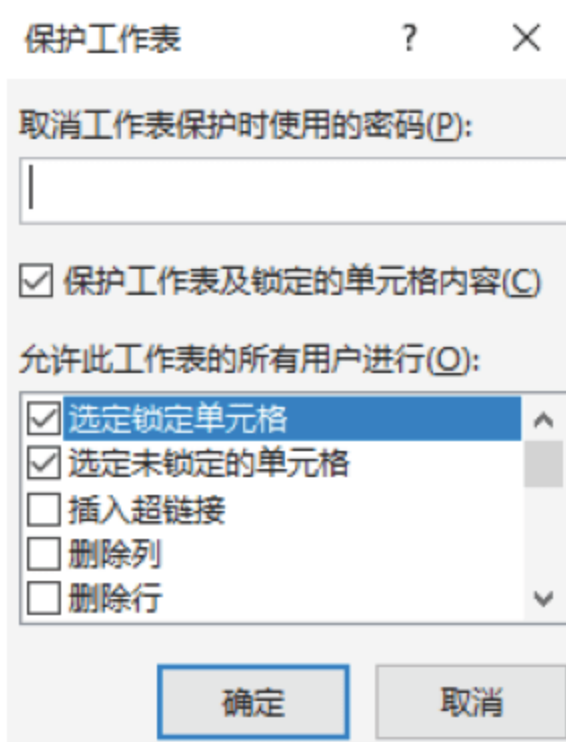 保护工作表 ?
取消工作表保护时使用的密码(P):
保护工作表及锁定的单元格内容(C)
允许此工作表的所有用户进行(O):
选定锁定单元格
选定未锁定的单元格
插入超链接
删除列
删除行
确定 取消